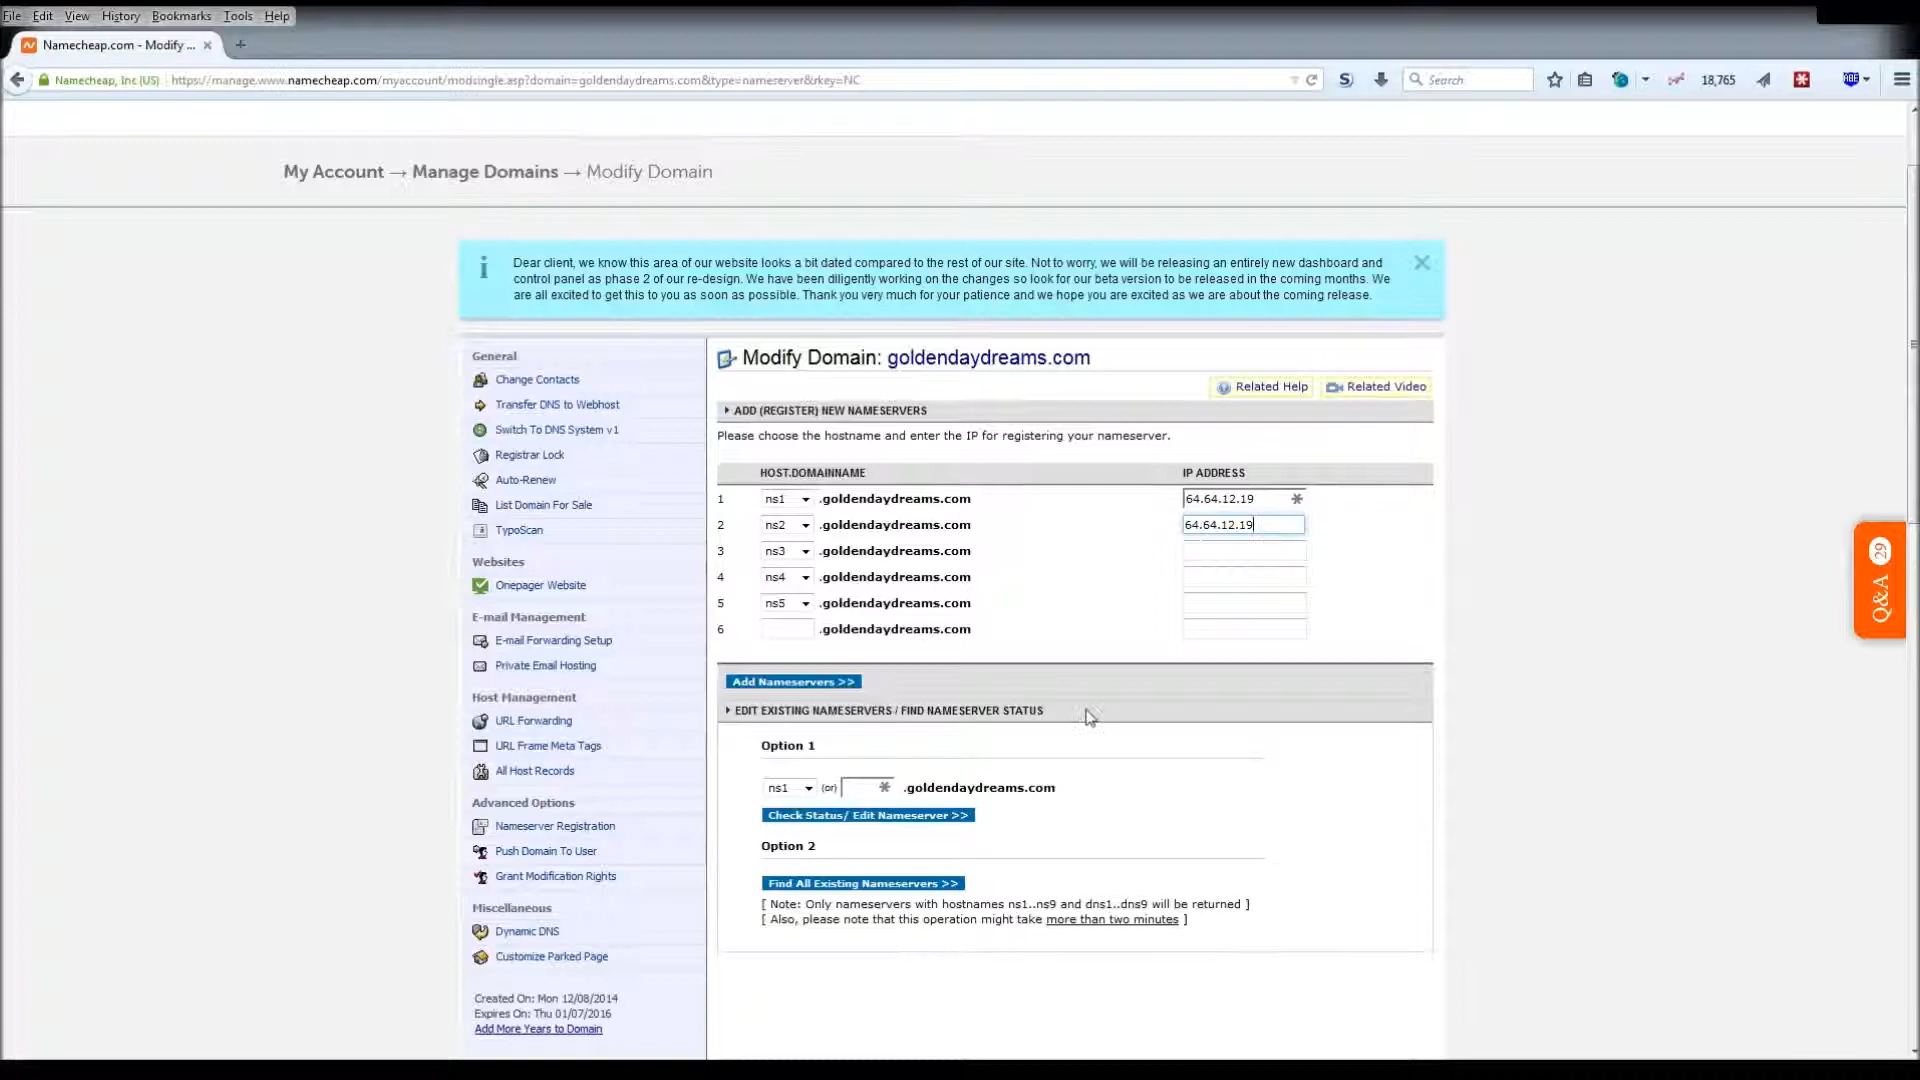 File Edit View History Bookmarks Tools Help
Namecheap.com - Modify ...
Namecheap, Inc (US) https://manage.www.namecheap.com/myaccount/modsingle.asp?domain=goldendaydreams.com&type=nameserver&rkey=NC
Search
18,765
My Account → Manage Domains → Modify Domain
Dear client, we know this area of our website looks a bit dated compared to the rest of our site. Not to worry, we will be releasing an entirely new dashboard and
control panel as phase 2 of our re-design. We have been diligently working on the changes so look for our beta version to be released in the coming months. We
are all excited to get this to you as soon as possible. Thank you very much for your patience and we hope you are excited as we are about the coming release.
General
Change Contacts
Transfer DNS to Webhost
Switch To DNS System v1
Registrar Lock
Auto-Renew
List Domain For Sale
TypoScan
Websites
Onepager Website
E-mail Management
E-mail Forwarding Setup
Private Email Hosting
Host Management
URL Forwarding
URL Frame Meta Tags
All Host Records
Advanced Options
Nameserver Registration
Push Domain To User
Grant Modification Rights
Miscellaneous
Dynamic DNS
Customize Parked Page
Created On: Mon 12/08/2014
Expires On: Thu 01/07/2016
Add More Years to Domain
Modify Domain: goldendaydreams.com
Related Help Related Video
ADD (REGISTER) NEW NAMESERVERS
Please choose the hostname and enter the IP for registering your nameserver.
HOST.DOMAINNAME IP ADDRESS
1 ns1 .goldendaydreams.com 64.64.12.19
2 ns2 .goldendaydreams.com 64.64.12.19
3 ns3 .goldendaydreams.com
4 ns4 .goldendaydreams.com
5 ns5 .goldendaydreams.com
6 .goldendaydreams.com
Add Nameservers >>
EDIT EXISTING NAMESERVERS / FIND NAMESERVER STATUS
Option 1
ns1 (or) .goldendaydreams.com
Check Status/ Edit Nameserver >>
Option 2
Find All Existing Nameservers >>
[ Note: Only nameservers with hostnames ns1..ns9 and dns1..dns9 will be returned ]
[ Also, please note that this operation might take more than two minutes ]
Q&A 29